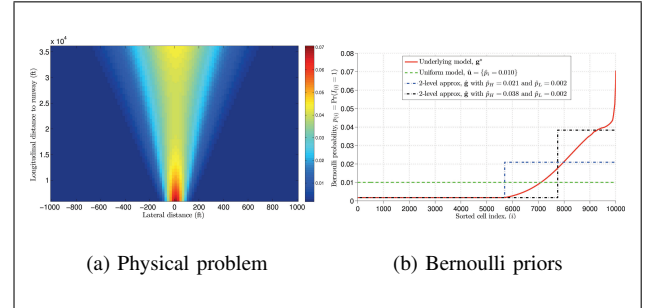 x 10⁴
3.5
3
2.5
2
1.5
1
Longitudinal distance to runway (ft)
−1000 −800 −600 −400 −200 0 200 400 600 800 1000
Lateral distance (ft)
0.07
0.06
0.05
0.04
0.03
0.02
0.01
(a) Physical problem
0.08
0.07
0.06
0.05
0.04
0.03
0.02
0.01
0
Bernoulli probability, p₍ᵢ₎ = Pr(I₍ᵢ₎ = 1)
Underlying model, g*
Uniform model, û = {p̂ᵢ = 0.010}
2-level approx, ĝ with p̂H = 0.021 and p̂L = 0.002
2-level approx, ĝ with p̂H = 0.038 and p̂L = 0.002
0 1000 2000 3000 4000 5000 6000 7000 8000 9000 10000
Sorted cell index, (i)
(b) Bernoulli priors